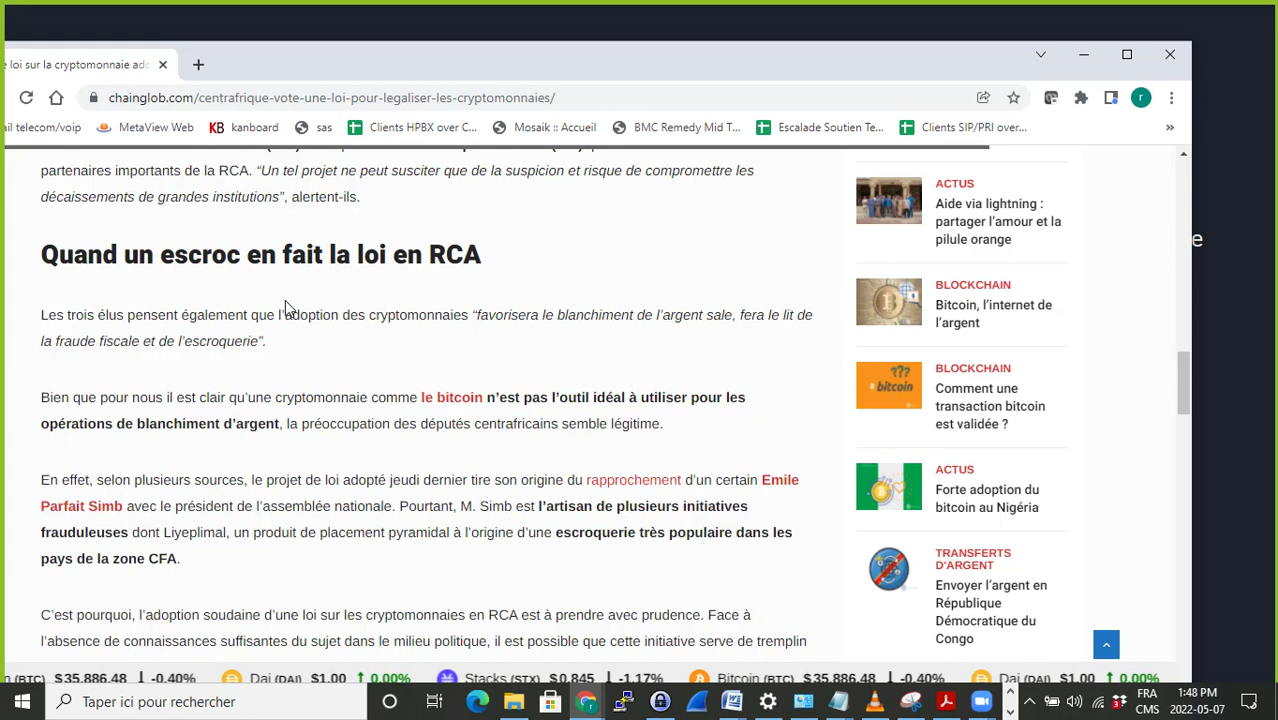 e loi sur la cryptomonnaie ado
chainglob.com/centrafrique-vote-une-loi-pour-legaliser-les-cryptomonnaies/
r
ail telecom/voip
MetaView Web
KB kanboard
sas
Clients HPBX over C...
Mosaik :: Accueil
BMC Remedy Mid T...
Escalade Soutien Te...
Clients SIP/PRI over...
»
partenaires importants de la RCA. “Un tel projet ne peut susciter que de la suspicion et risque de compromettre les
décaissements de grandes institutions”, alertent-ils.
Quand un escroc en fait la loi en RCA
Les trois élus pensent également que l’adoption des cryptomonnaies “favorisera le blanchiment de l’argent sale, fera le lit de
la fraude fiscale et de l’escroquerie”.
Bien que pour nous il est clair qu’une cryptomonnaie comme le bitcoin n’est pas l’outil idéal à utiliser pour les
opérations de blanchiment d’argent, la préoccupation des députés centrafricains semble légitime.
En effet, selon plusieurs sources, le projet de loi adopté jeudi dernier tire son origine du rapprochement d’un certain Emile
Parfait Simb avec le président de l’assemblée nationale. Pourtant, M. Simb est l’artisan de plusieurs initiatives
frauduleuses dont Liyeplimal, un produit de placement pyramidal à l’origine d’une escroquerie très populaire dans les
pays de la zone CFA.
C’est pourquoi, l’adoption soudaine d’une loi sur les cryptomonnaies en RCA est à prendre avec prudence. Face à
l’absence de connaissances suffisantes du sujet dans le milieu politique, il est possible que cette initiative serve de tremplin
ACTUS
Aide via lightning :
partager l’amour et la
pilule orange
BLOCKCHAIN
Bitcoin, l’internet de
l’argent
BLOCKCHAIN
Comment une
transaction bitcoin
est validée ?
??? bitcoin
ACTUS
Forte adoption du
bitcoin au Nigéria
TRANSFERTS
D'ARGENT
Envoyer l’argent en
République
Démocratique du
Congo
e
(BTC) $35,886.48 ↓ -0.40% Dai (DAI) $1.00 ↑ 0.00% Stacks (STX) $0.845 ↓ -1.17% Bitcoin (BTC) $35,886.48 ↓ -0.40% Dai (DAI) $1.00 ↑ 0.00%
Taper ici pour rechercher
FRA
CMS
1:48 PM
2022-05-07